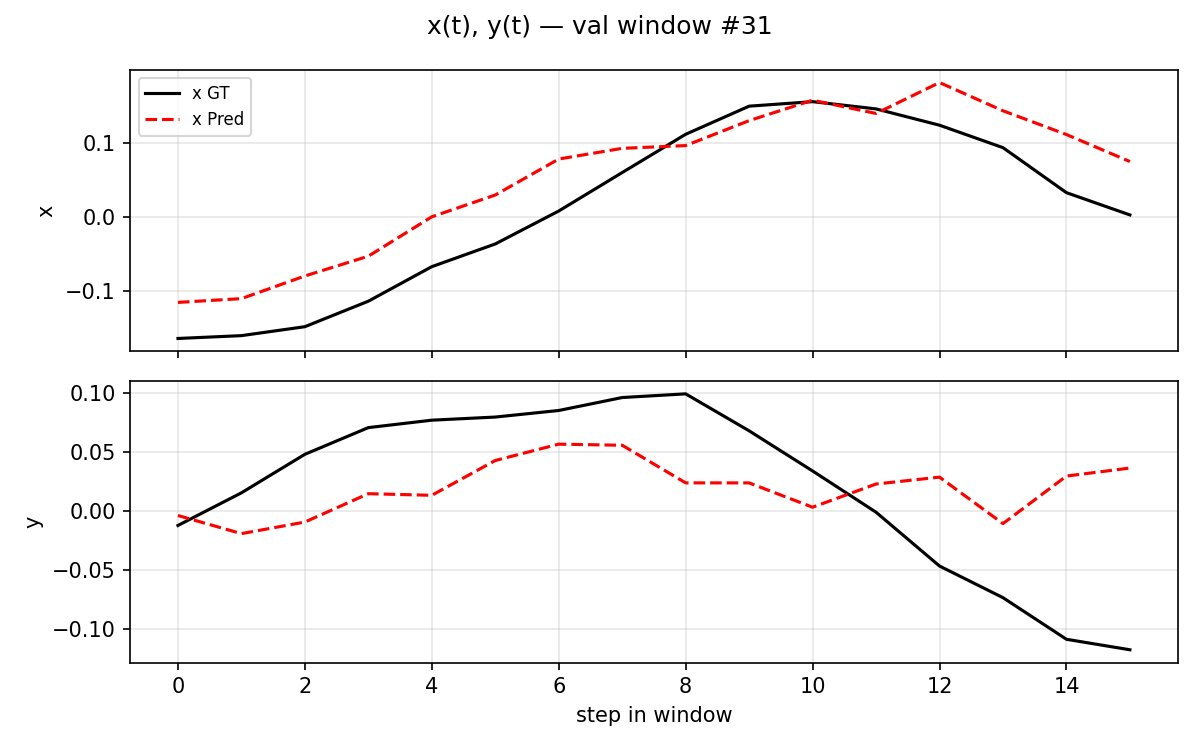 x(t), y(t) — val window #31
x GT
x Pred
0.1
0.0
−0.1
x
0.10
0.05
0.00
−0.05
−0.10
y
0 2 4 6 8 10 12 14
step in window